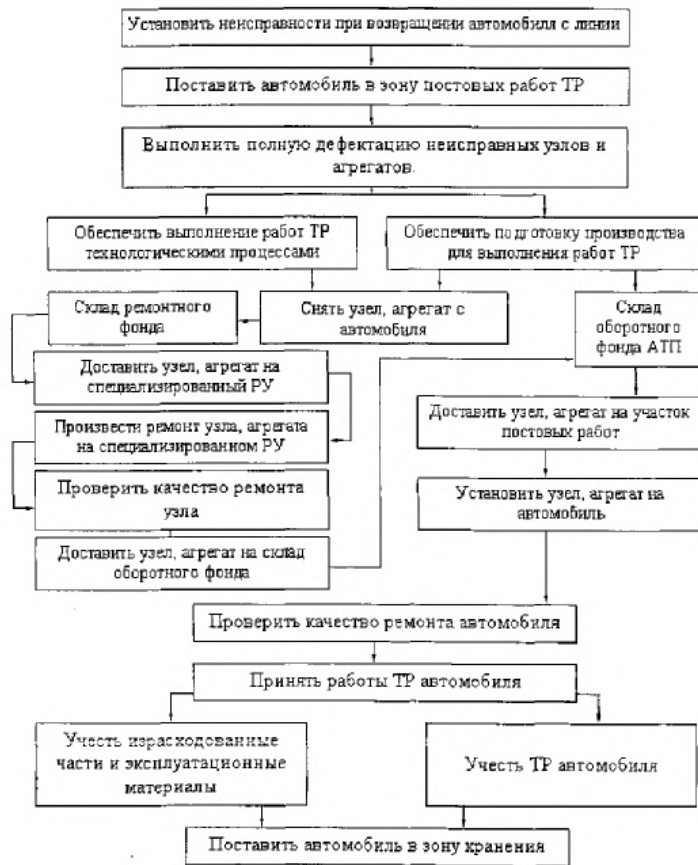 Установить неисправности при возвращении автомобиля с линии
Поставить автомобиль в зону постовых работ ТР
Выполнить полную дефектацию неисправных узлов и
агрегатов.
Обеспечить выполнение работ ТР
технологическими процессами
Обеспечить подготовку производства
для выполнения работ ТР
Склад ремонтного
фонда
Снять узел, агрегат с
автомобиля
Склад
оборотного
фонда АТП
Доставить узел, агрегат на
специализированный РУ
Произвести ремонт узла, агрегата
на специализированном РУ
Доставить узел, агрегат на участок
постовых работ
Проверить качество ремонта
узла
Установить узел, агрегат на
автомобиль
Доставить узел, агрегат на склад
оборотного фонда
Проверить качество ремонта автомобиля
Принять работы ТР автомобиля
Учесть израсходованные
части и эксплуатационные
материалы
Учесть ТР автомобиля
Поставить автомобиль в зону хранения